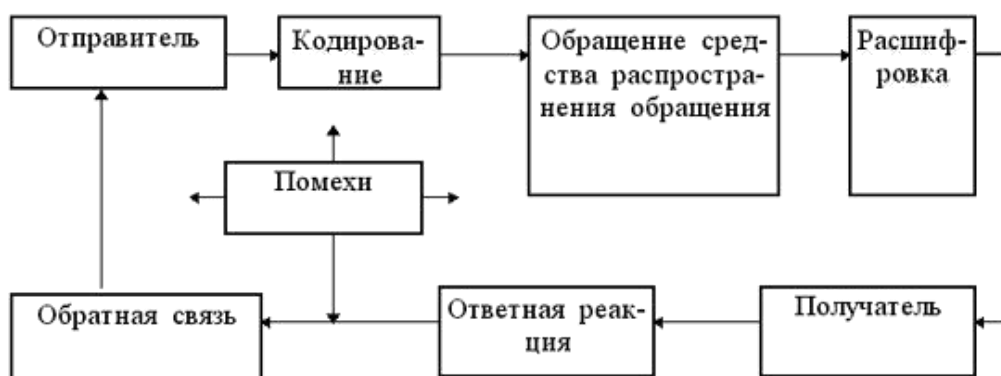 Отправитель
Кодирова-
ние
Обращение сред-
ства распростра-
нения обращения
Расшиф-
ровка
Помехи
Обратная связь
Ответная реак-
ция
Получатель